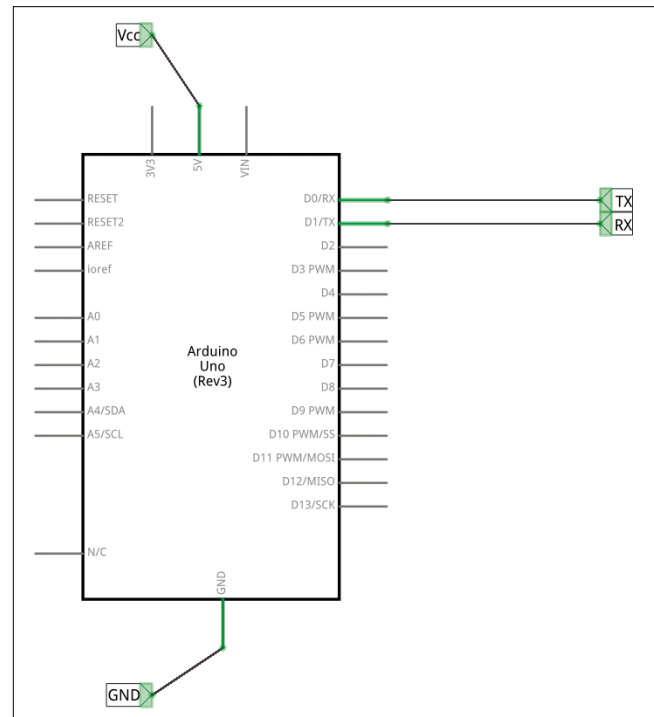 Vcc
3V3
5V
VIN
RESET
RESET2
AREF
ioref
A0
A1
A2
A3
A4/SDA
A5/SCL
N/C
Arduino
Uno
(Rev3)
D0/RX
D1/TX
D2
D3 PWM
D4
D5 PWM
D6 PWM
D7
D8
D9 PWM
D10 PWM/SS
D11 PWM/MOSI
D12/MISO
D13/SCK
TX
RX
GND
GND